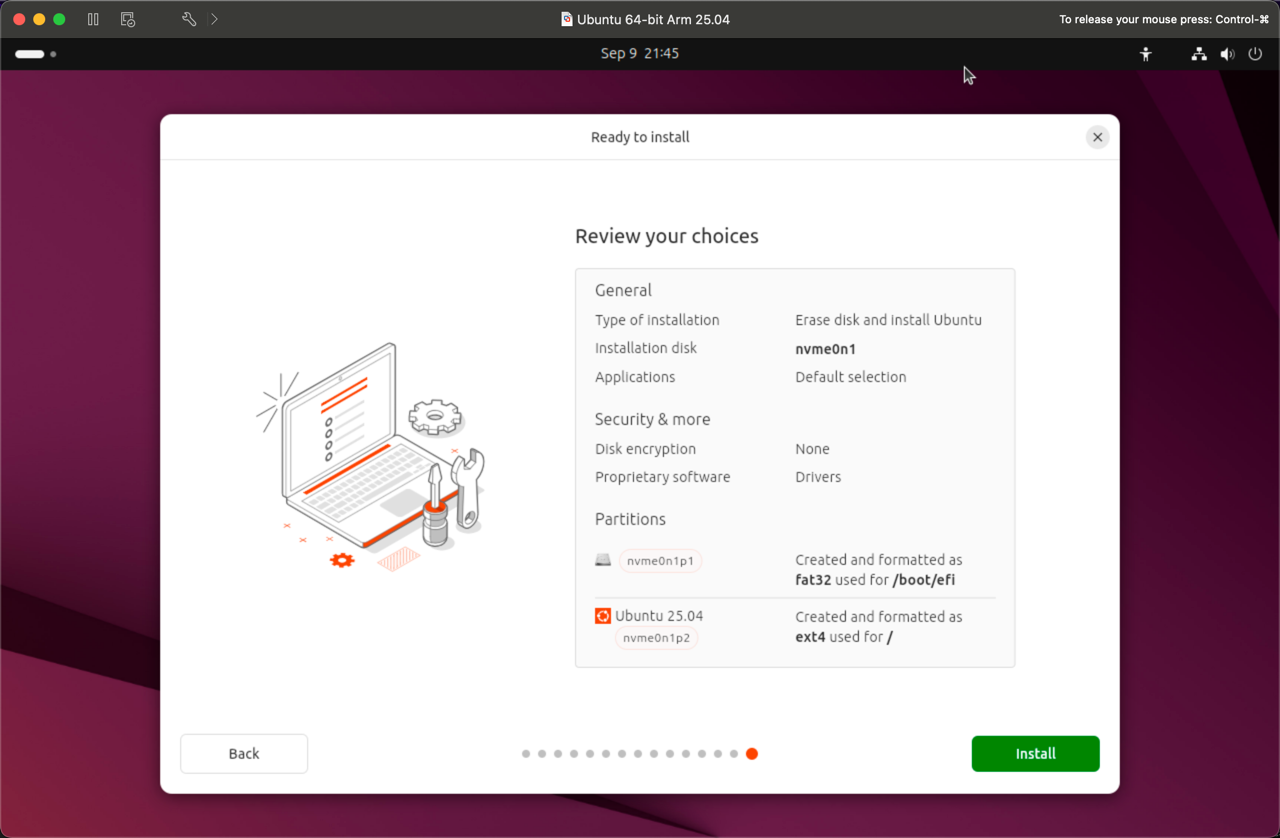 Ubuntu 64-bit Arm 25.04
To release your mouse press: Control-⌘
Sep 9 21:45
Ready to install
Review your choices
General
Type of installation Erase disk and install Ubuntu
Installation disk nvme0n1
Applications Default selection
Security & more
Disk encryption None
Proprietary software Drivers
Partitions
nvme0n1p1 Created and formatted as
fat32 used for /boot/efi
Ubuntu 25.04 Created and formatted as
nvme0n1p2 ext4 used for /
Back
Install